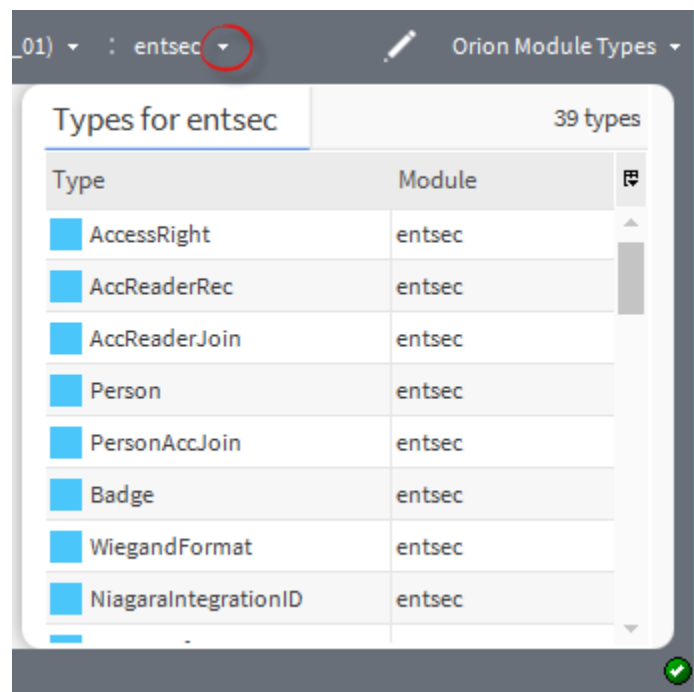 _01) : entsec Orion Module Types
Types for entsec 39 types
Type Module
AccessRight entsec
AccReaderRec entsec
AccReaderJoin entsec
Person entsec
PersonAccJoin entsec
Badge entsec
WiegandFormat entsec
NiagaraIntegrationID entsec